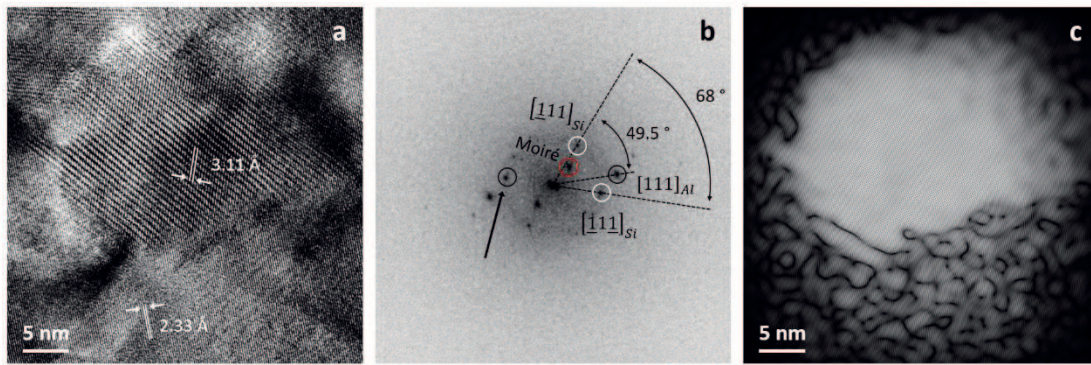 a
3.11 Å
2.33 Å
5 nm
b
[1̲11]Si
68 °
49.5 °
Moiré
[111]Al
[1̲11̲]Si
c
5 nm